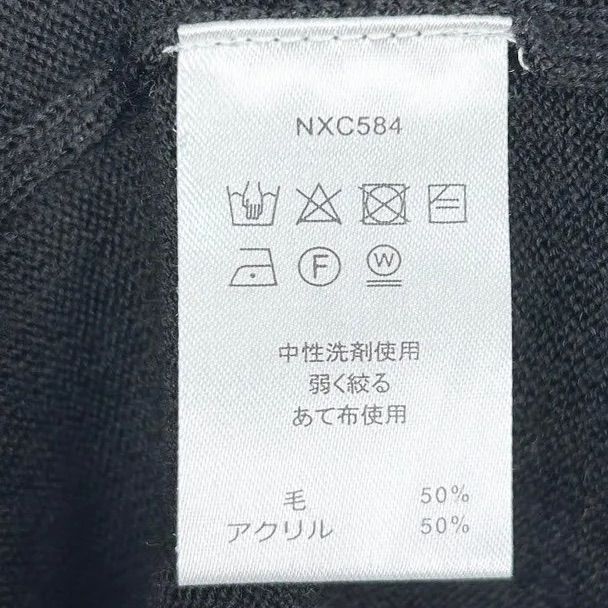 NXC584
F W
中性洗剤使用
弱く絞る
あて布使用
毛 50%
アクリル 50%